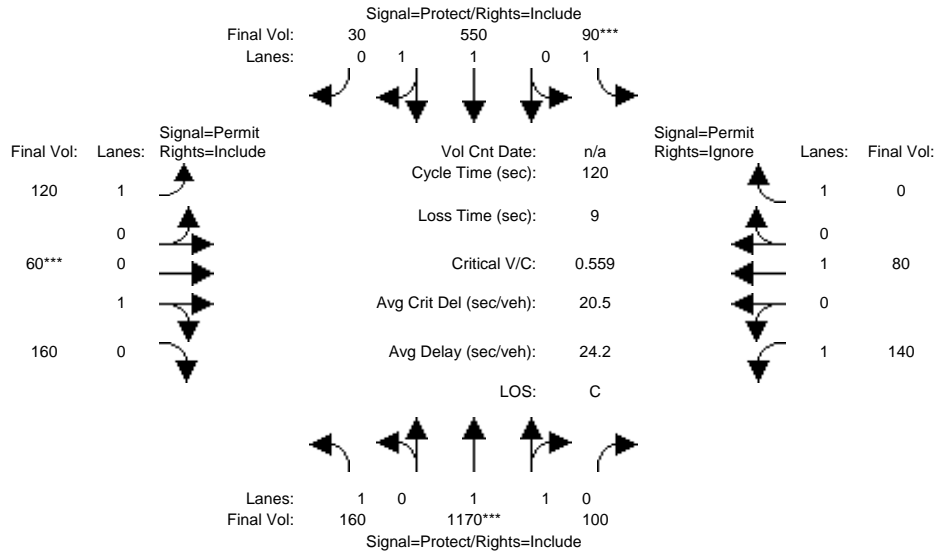 Signal=Protect/Rights=Include
Final Vol: 30 550 90***
Lanes: 0 1 1 0 1
Signal=Permit
Final Vol: Lanes: Rights=Include
Vol Cnt Date: n/a
Signal=Permit
Rights=Ignore Lanes: Final Vol:
Cycle Time (sec): 120
120 1
1 0
Loss Time (sec): 9
0
0
60*** 0
Critical V/C: 0.559
1 80
1
Avg Crit Del (sec/veh): 20.5
0
160 0
Avg Delay (sec/veh): 24.2
1 140
LOS: C
Lanes: 1 0 1 1 0
Final Vol: 160 1170*** 100
Signal=Protect/Rights=Include